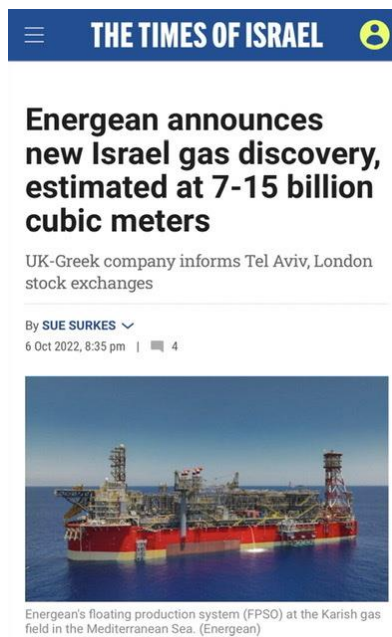 THE TIMES OF ISRAEL
Energean announces
new Israel gas discovery,
estimated at 7-15 billion
cubic meters
UK-Greek company informs Tel Aviv, London
stock exchanges
By SUE SURKES
6 Oct 2022, 8:35 pm | 4
Energean's floating production system (FPSO) at the Karish gas
field in the Mediterranean Sea. (Energean)